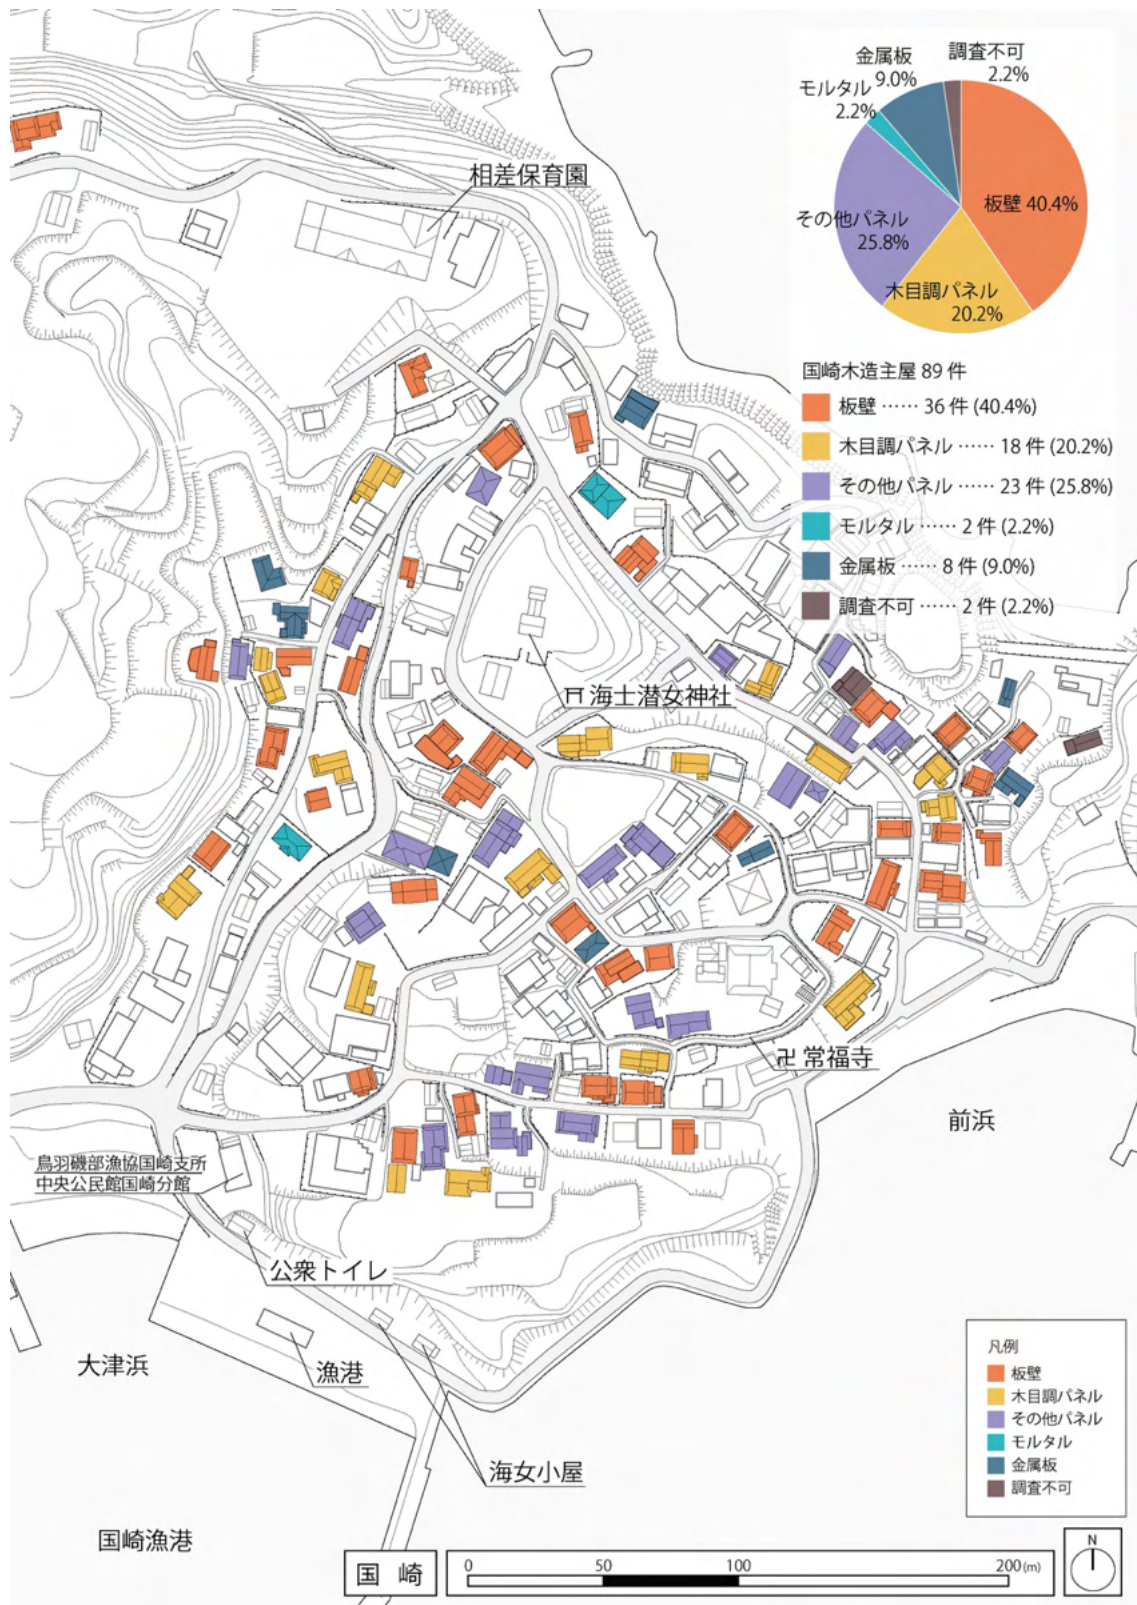 調査不可
2.2%
金属板
9.0%
モルタル
2.2%
板壁 40.4%
その他パネル
25.8%
木目調パネル
20.2%
国崎木造主屋 89 件
板壁 …… 36 件 (40.4%)
木目調パネル …… 18 件 (20.2%)
その他パネル …… 23 件 (25.8%)
モルタル …… 2 件 (2.2%)
金属板 …… 8 件 (9.0%)
調査不可 …… 2 件 (2.2%)
相差保育園
⛩海士潜女神社
卍 常福寺
前浜
鳥羽磯部漁協国崎支所
中央公民館国崎分館
公衆トイレ
大津浜
漁港
海女小屋
国崎漁港
凡例
板壁
木目調パネル
その他パネル
モルタル
金属板
調査不可
国 崎
0 50 100 200 (m)
N